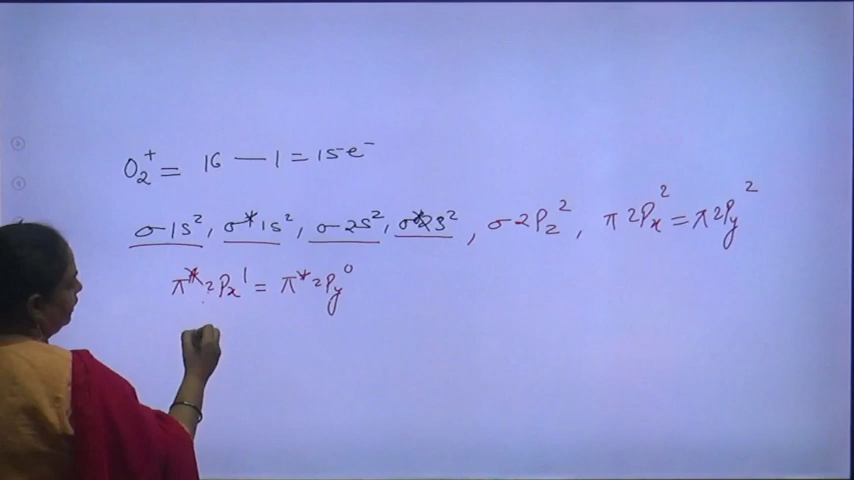 O₂⁺ = 16 — 1 = 15e⁻
σ1s², σ*1s², σ2s², σ*2s², σ2Pz², π2Px² = π2Py²
π*2Px¹ = π*2Py⁰